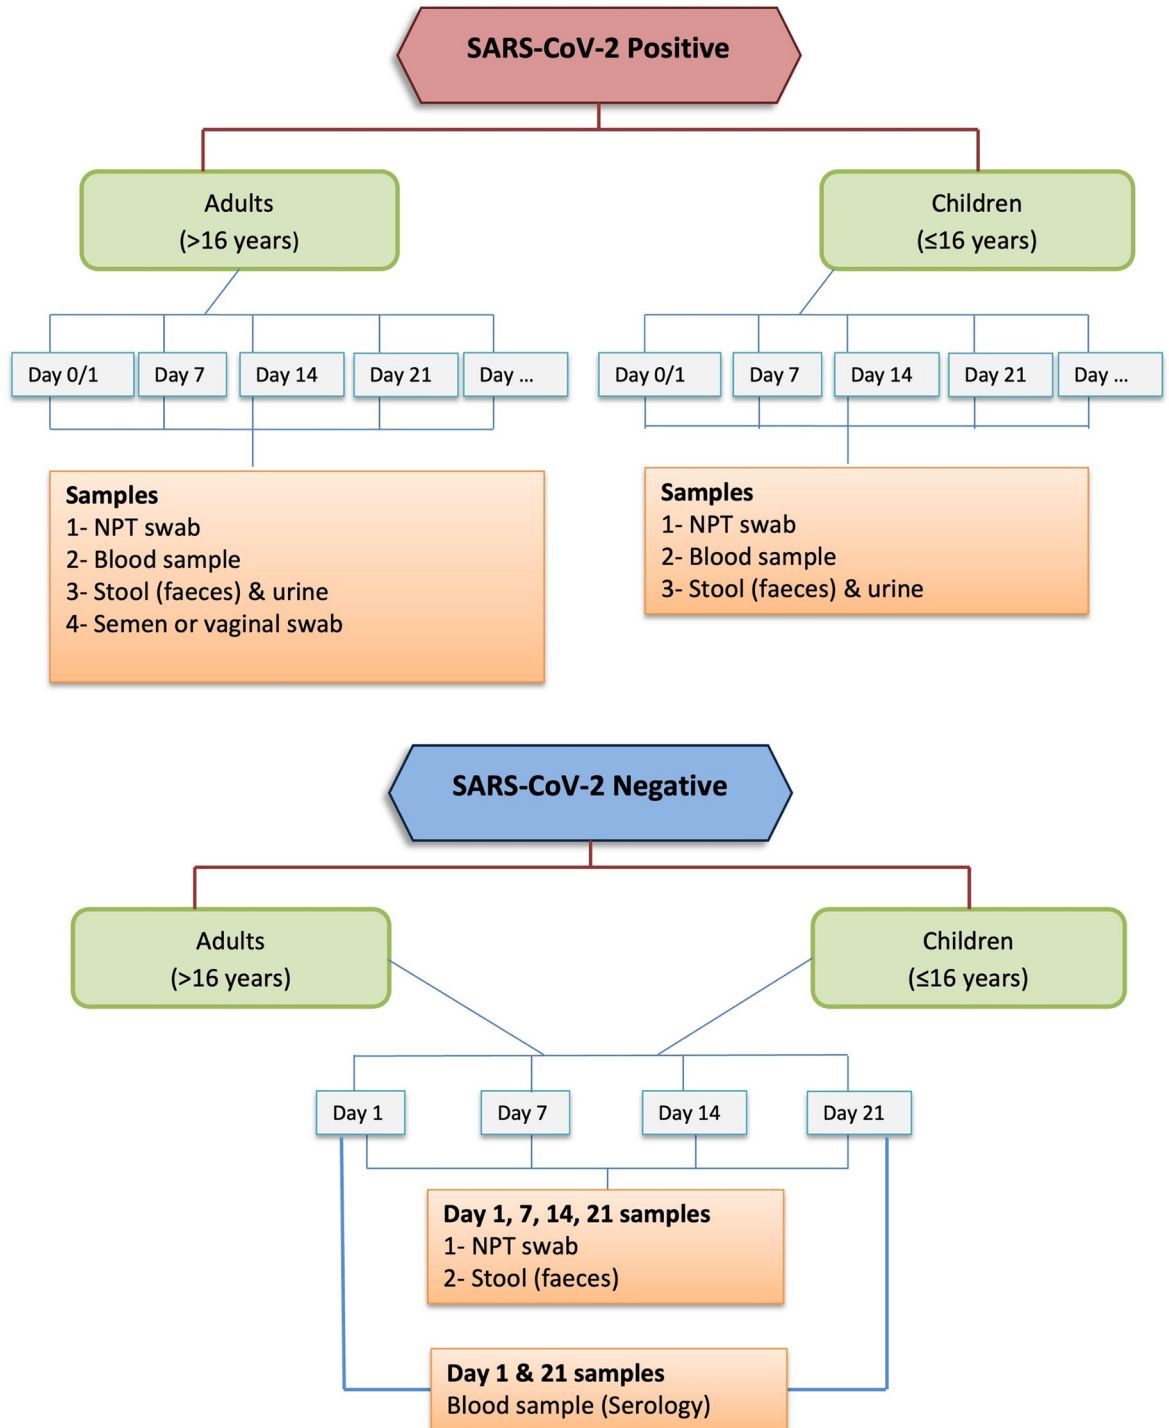 SARS-CoV-2 Positive
Adults
(>16 years)
Children
(≤16 years)
Day 0/1
Day 7
Day 14
Day 21
Day ...
Day 0/1
Day 7
Day 14
Day 21
Day ...
Samples
1- NPT swab
2- Blood sample
3- Stool (faeces) & urine
4- Semen or vaginal swab
Samples
1- NPT swab
2- Blood sample
3- Stool (faeces) & urine
SARS-CoV-2 Negative
Adults
(>16 years)
Children
(≤16 years)
Day 1
Day 7
Day 14
Day 21
Day 1, 7, 14, 21 samples
1- NPT swab
2- Stool (faeces)
Day 1 & 21 samples
Blood sample (Serology)